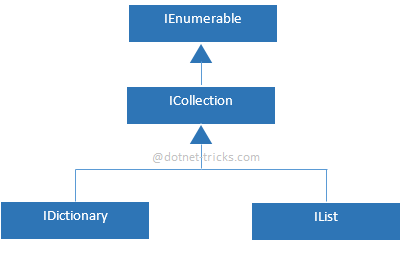 IEnumerable
ICollection
@dotnet-tricks.com
IDictionary
IList